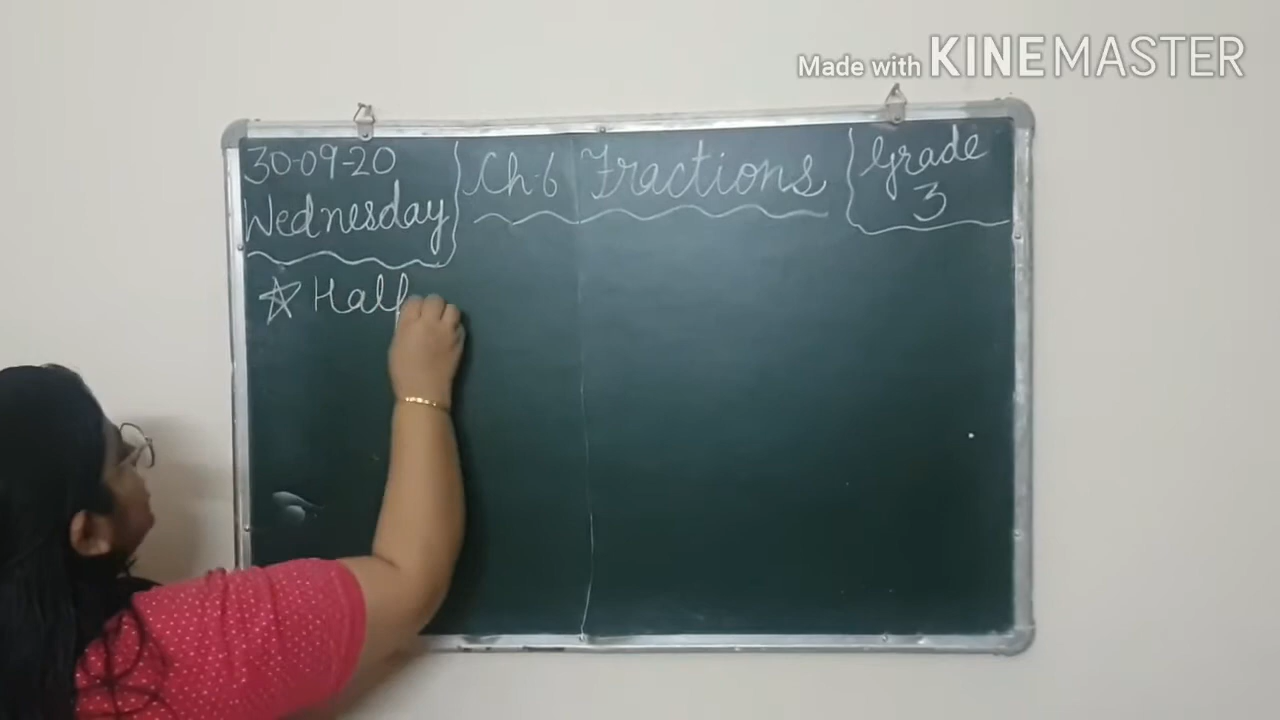 Made with KINEMASTER
30-09-20
Wednesday
Ch-6 Fractions
Grade
3
☆ Half